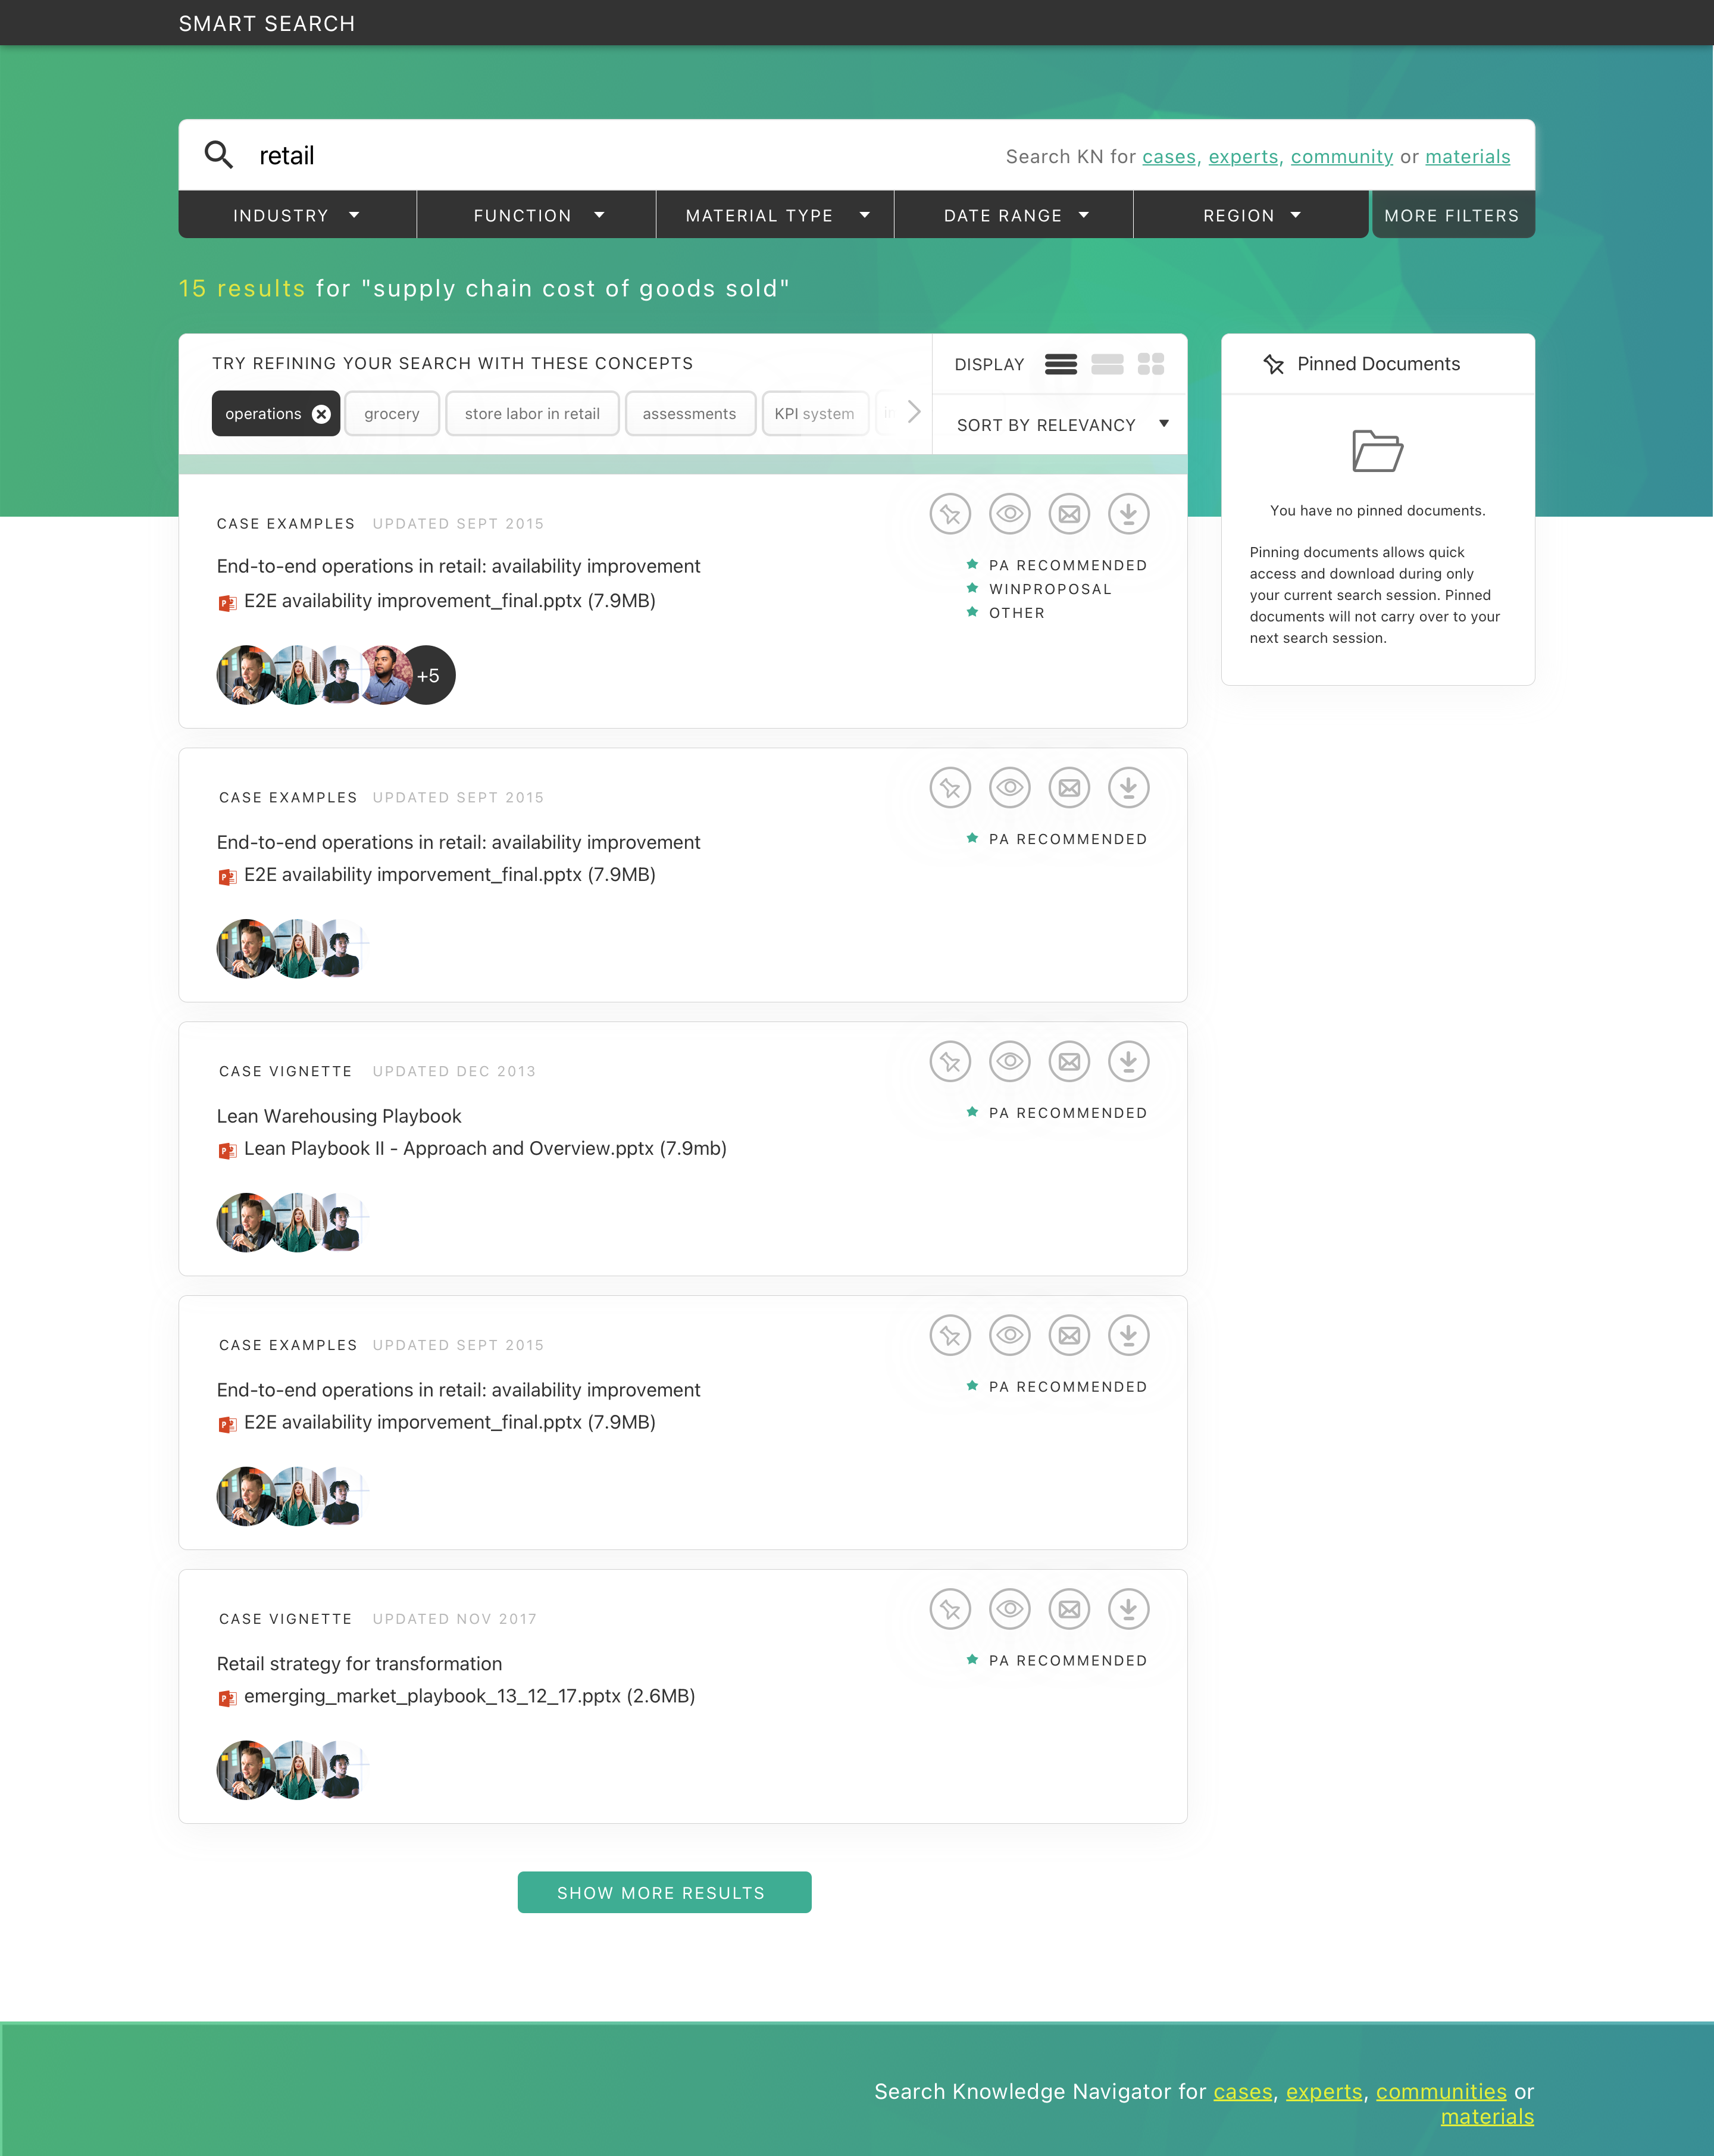 SMART SEARCH
retail
Search KN for cases, experts, community or materials
INDUSTRY
FUNCTION
MATERIAL TYPE
DATE RANGE
REGION
MORE FILTERS
15 results for "supply chain cost of goods sold"
TRY REFINING YOUR SEARCH WITH THESE CONCEPTS
operations
grocery
store labor in retail
assessments
KPI system
DISPLAY
SORT BY RELEVANCY
Pinned Documents
You have no pinned documents.
Pinning documents allows quick
access and download during only
your current search session. Pinned
documents will not carry over to your
next search session.
CASE EXAMPLES UPDATED SEPT 2015
End-to-end operations in retail: availability improvement
E2E availability improvement_final.pptx (7.9MB)
+5
PA RECOMMENDED
WINPROPOSAL
OTHER
CASE EXAMPLES UPDATED SEPT 2015
End-to-end operations in retail: availability improvement
E2E availability imporvement_final.pptx (7.9MB)
PA RECOMMENDED
CASE VIGNETTE UPDATED DEC 2013
Lean Warehousing Playbook
Lean Playbook II - Approach and Overview.pptx (7.9mb)
PA RECOMMENDED
CASE EXAMPLES UPDATED SEPT 2015
End-to-end operations in retail: availability improvement
E2E availability imporvement_final.pptx (7.9MB)
PA RECOMMENDED
CASE VIGNETTE UPDATED NOV 2017
Retail strategy for transformation
emerging_market_playbook_13_12_17.pptx (2.6MB)
PA RECOMMENDED
SHOW MORE RESULTS
Search Knowledge Navigator for cases, experts, communities or
materials